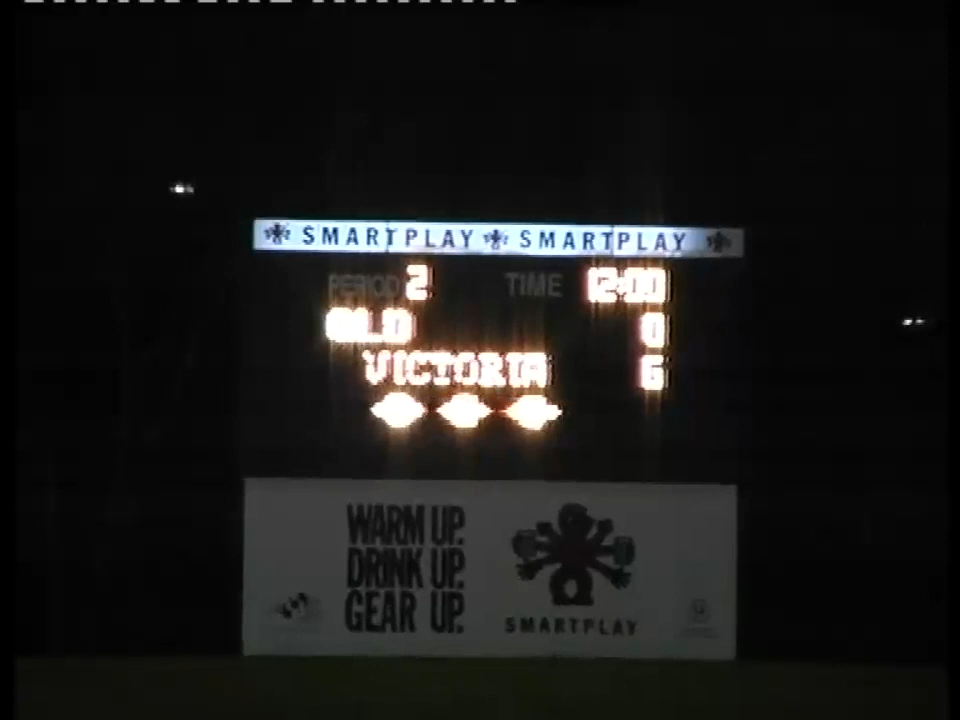 SMARTPLAY SMARTPLAY
PERIOD 2 TIME 12:00
QLD 0
VICTORIA 6
WARM UP.
DRINK UP.
GEAR UP.
SMARTPLAY